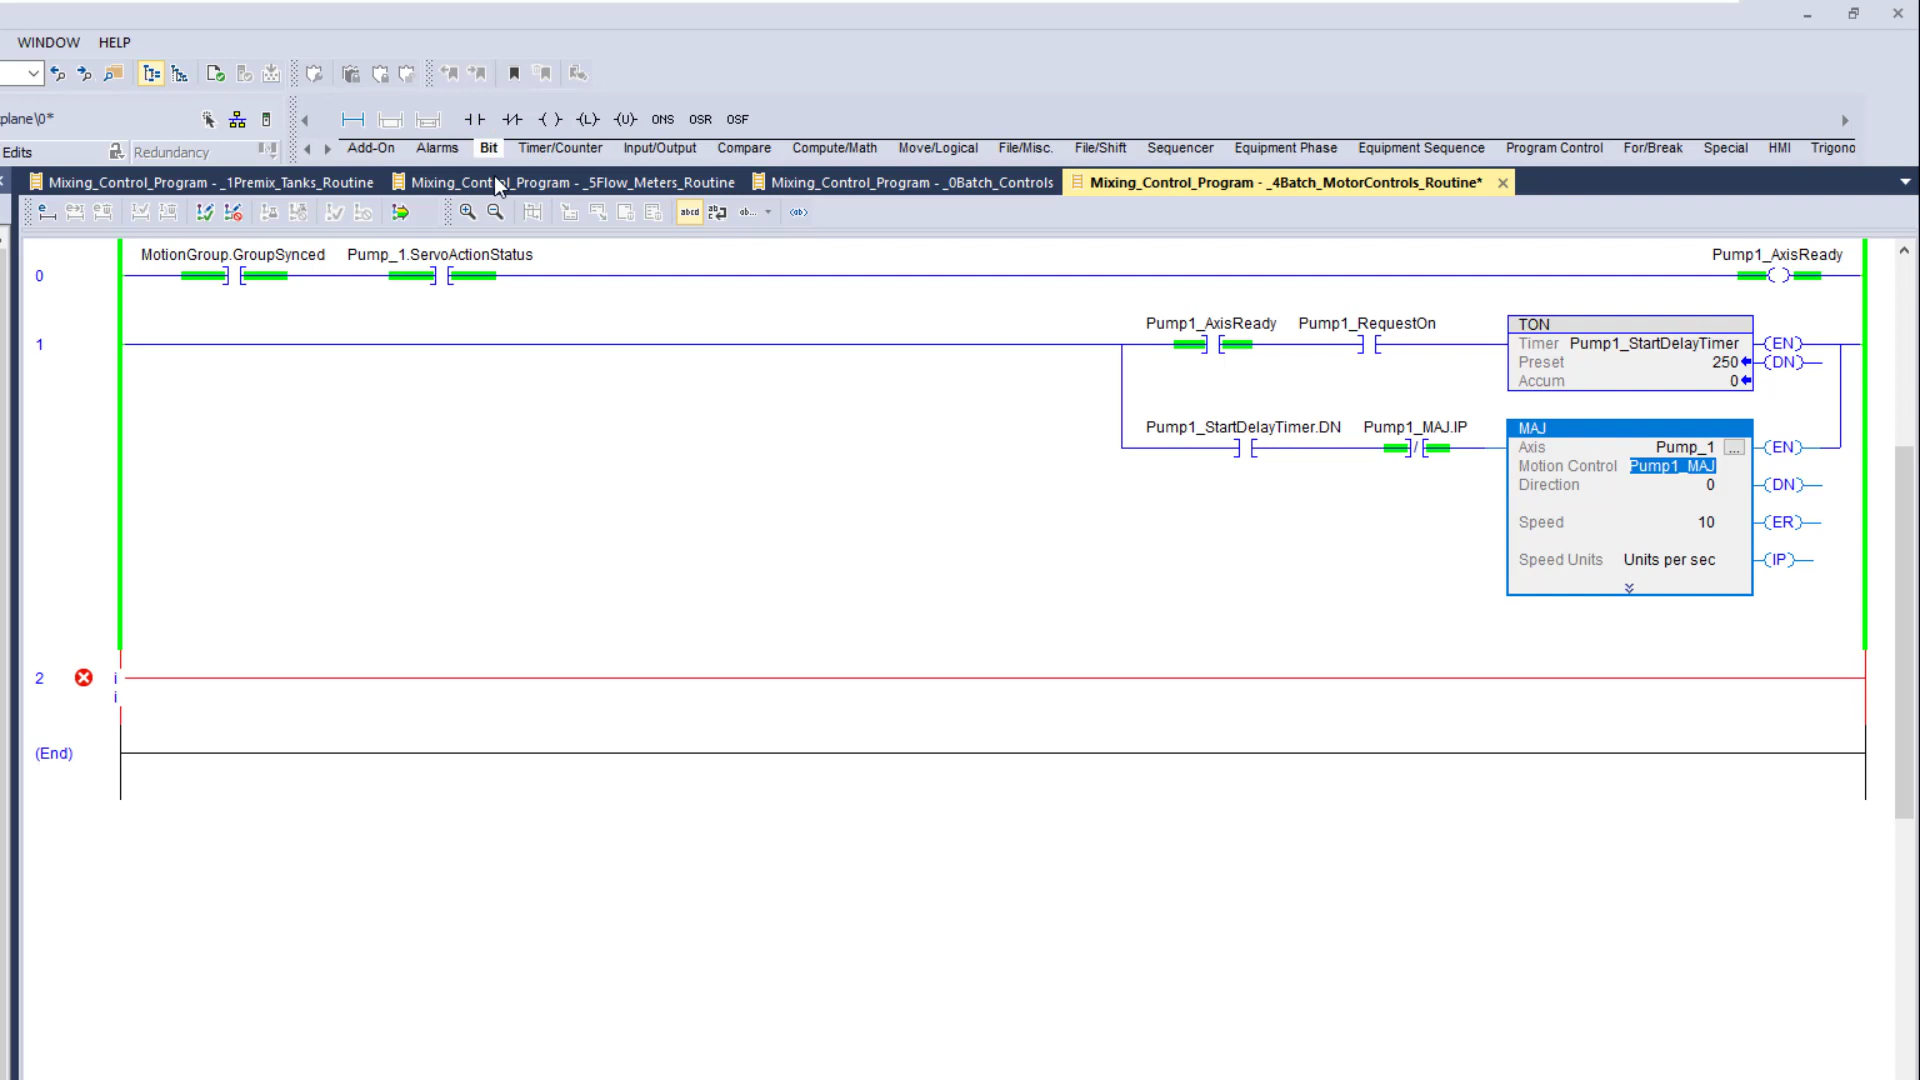 WINDOW HELP
plane\0*
ONS OSR OSF
Edits Redundancy
Add-On Alarms Bit Timer/Counter Input/Output Compare Compute/Math Move/Logical File/Misc. File/Shift Sequencer Equipment Phase Equipment Sequence Program Control For/Break Special HMI Trigono
Mixing_Control_Program - _1Premix_Tanks_Routine Mixing_Control_Program - _5Flow_Meters_Routine Mixing_Control_Program - _0Batch_Controls Mixing_Control_Program - _4Batch_MotorControls_Routine*
MotionGroup.GroupSynced Pump_1.ServoActionStatus Pump1_AxisReady
0
Pump1_AxisReady Pump1_RequestOn TON
1 Timer Pump1_StartDelayTimer EN
Preset 250 DN
Accum 0
Pump1_StartDelayTimer.DN Pump1_MAJ.IP MAJ
Axis Pump_1 ... EN
Motion Control Pump1_MAJ
Direction 0 DN
Speed 10 ER
Speed Units Units per sec IP
2 i
i
(End)